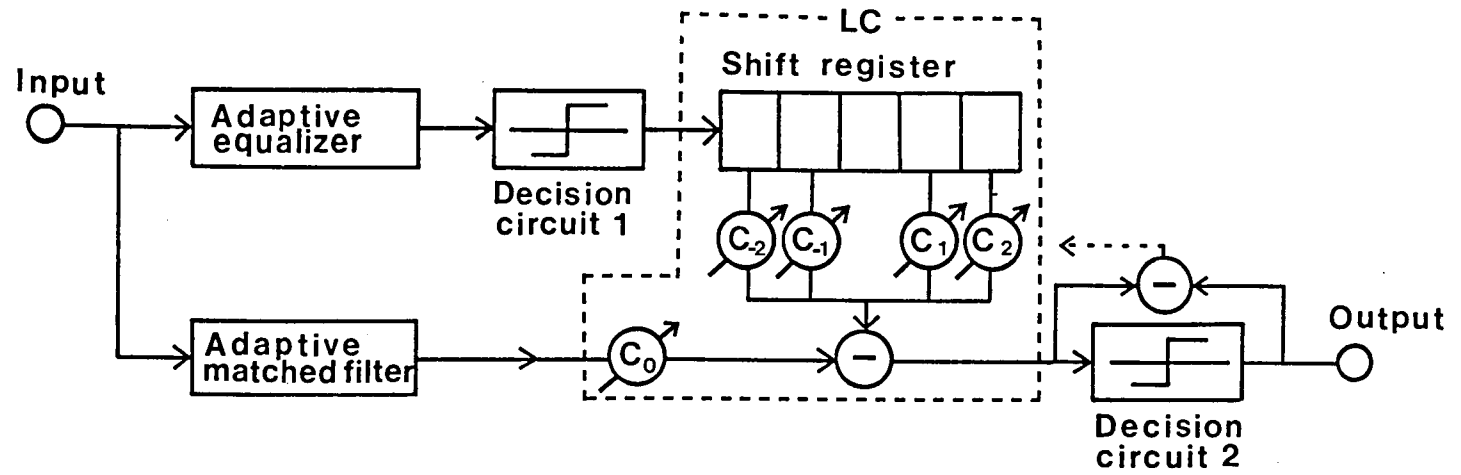 LC
Shift register
Input
Adaptive
equalizer
Decision
circuit 1
C-2 C-1 C1 C2
−
Adaptive
matched filter
C0
−
Output
Decision
circuit 2